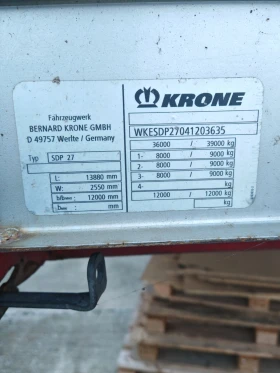 Fahrzeugwerk
BERNARD KRONE GMBH
D 49757 Werlte / Germany
Typ SDP 27
L: 13880 mm
W: 2550 mm
12000 mm
mm
KRONE
WKESDP27041203635
36000 / 39000 kg
1- 8000 / 9000 kg
2- 8000 / 9000 kg
3- 8000 / 9000 kg
4- kg
12000 / 12000 kg